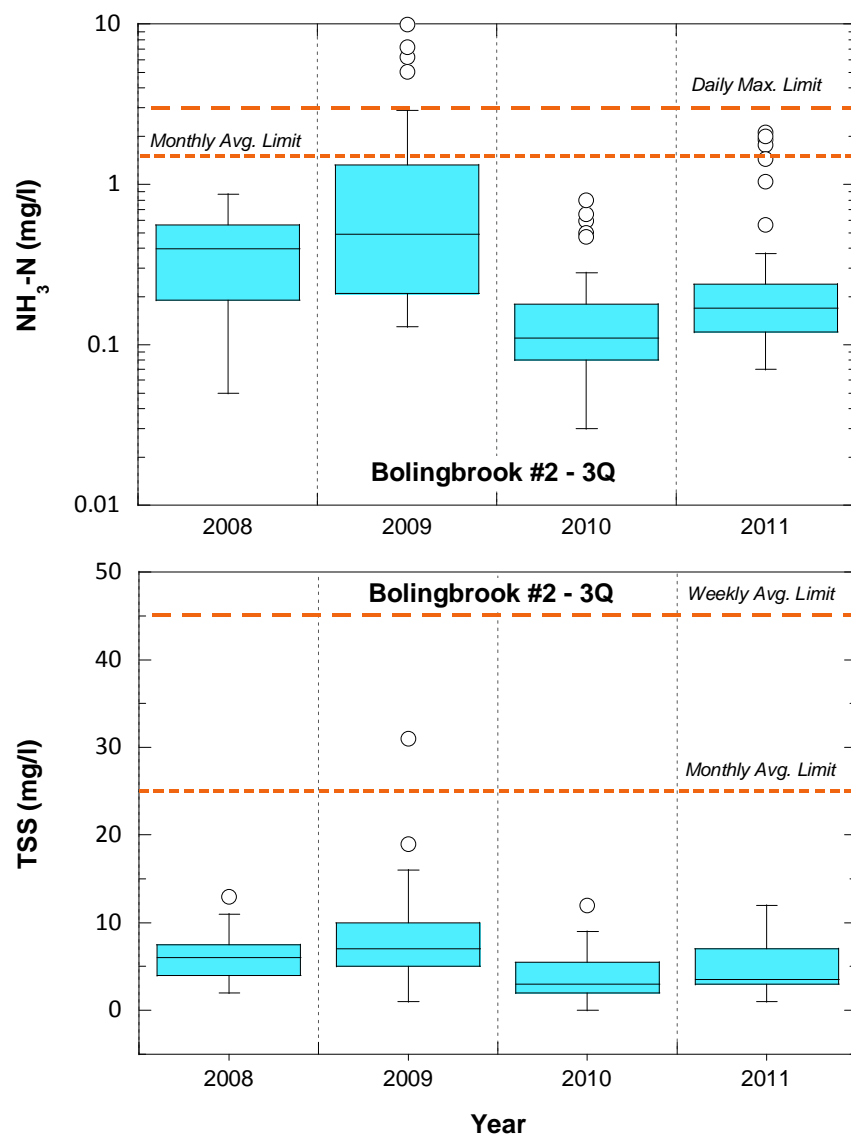 10
Daily Max. Limit
Monthly Avg. Limit
1
NH3-N (mg/l)
0.1
Bolingbrook #2 - 3Q
0.01
2008 2009 2010 2011
50
Bolingbrook #2 - 3Q
Weekly Avg. Limit
40
30
Monthly Avg. Limit
TSS (mg/l)
20
10
0
2008 2009 2010 2011
Year